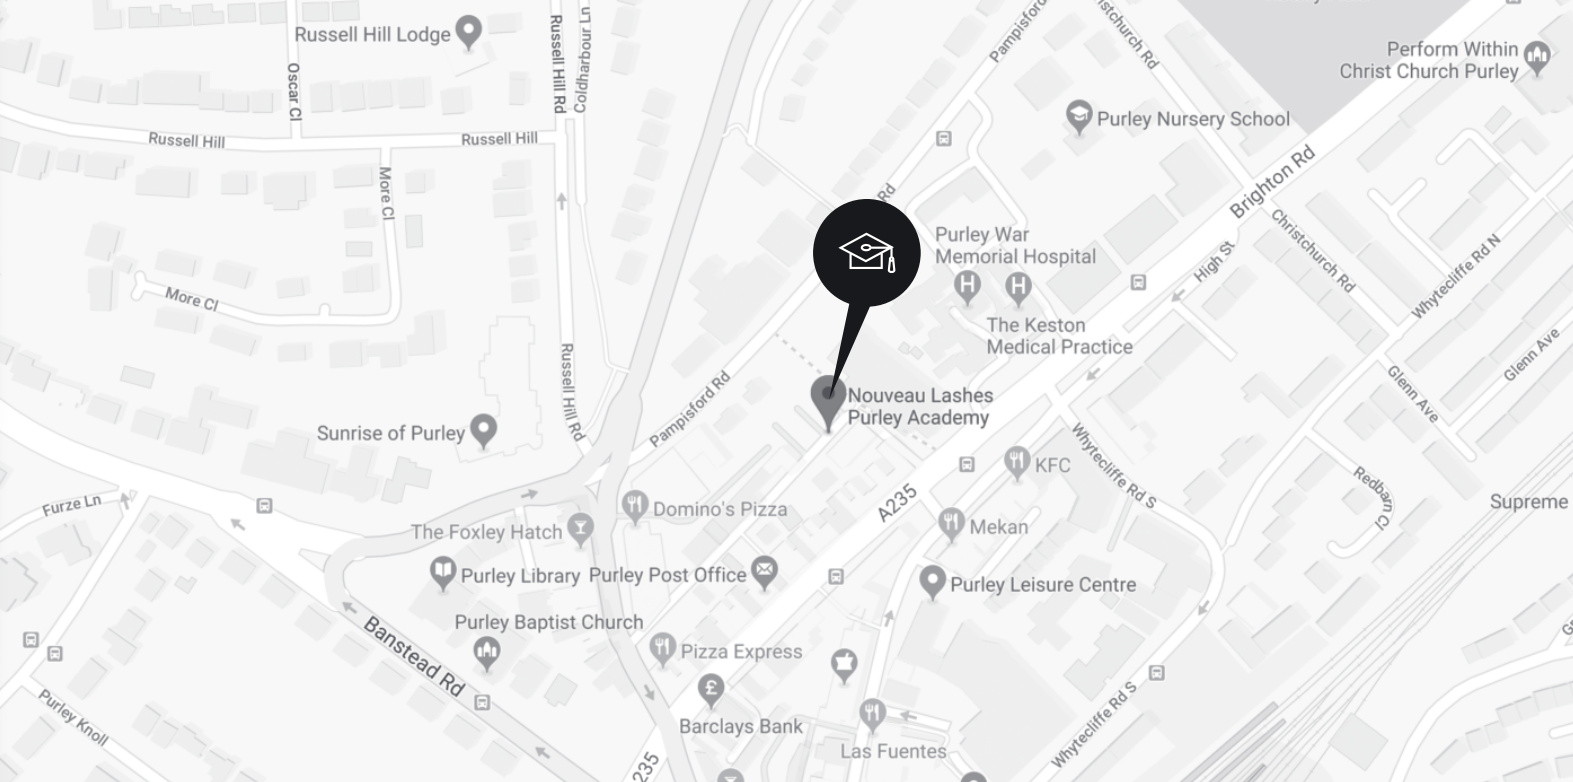 Russell Hill Lodge
Oscar Cl
Russell Hill Rd
Coldharbour Ln
Pampisford
Rd
Christchurch Rd
Perform Within
Christ Church Purley
Purley Nursery School
Russell Hill
Russell Hill
More Cl
More Cl
Brighton Rd
Purley War
Memorial Hospital
H
H
The Keston
Medical Practice
High St
Christchurch Rd
Whytecliffe Rd N
Glenn Ave
Glenn Ave
Russell Hill Rd
Pampisford Rd
Nouveau Lashes
Purley Academy
Sunrise of Purley
KFC
Whytecliffe Rd S
Redbarn Cl
Supreme
Furze Ln
The Foxley Hatch
Domino's Pizza
A235
Mekan
Purley Library
Purley Post Office
Purley Leisure Centre
Purley Baptist Church
Banstead Rd
Pizza Express
£
Barclays Bank
Las Fuentes
Whytecliffe Rd S
Purley Knoll
235